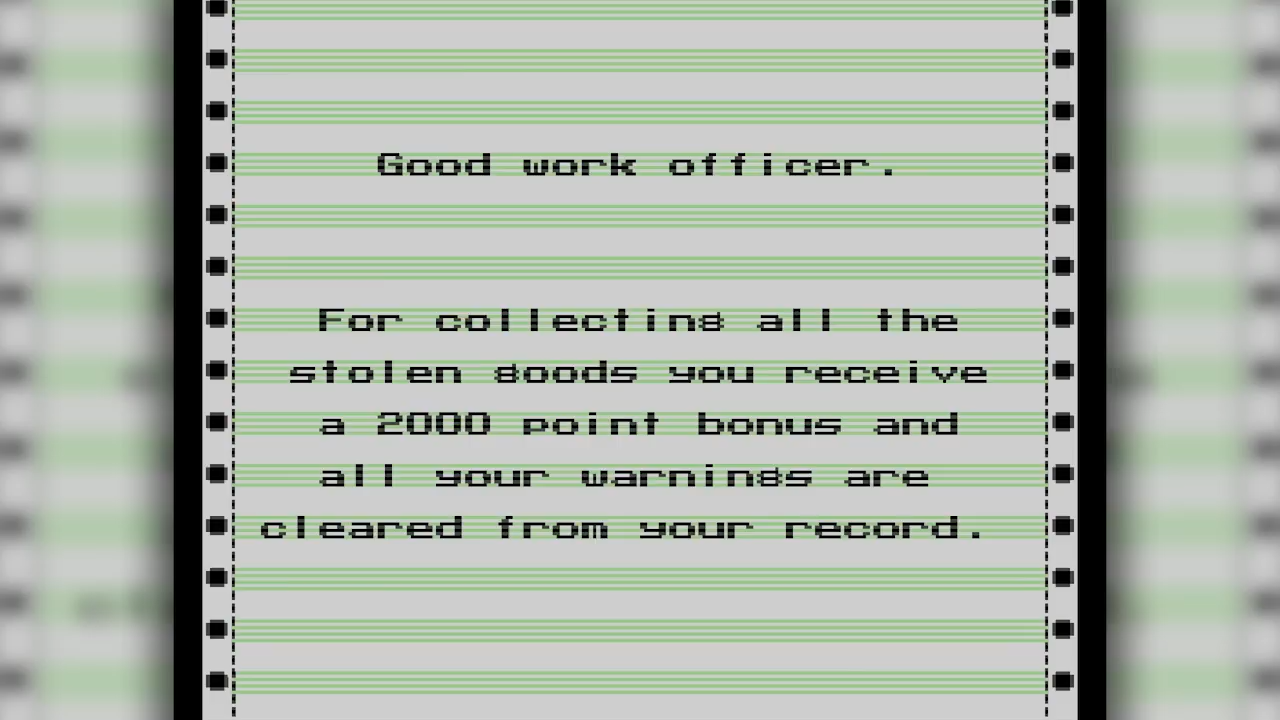 Good work officer.
For collecting all the
stolen goods you receive
a 2000 point bonus and
all your warnings are
cleared from your record.